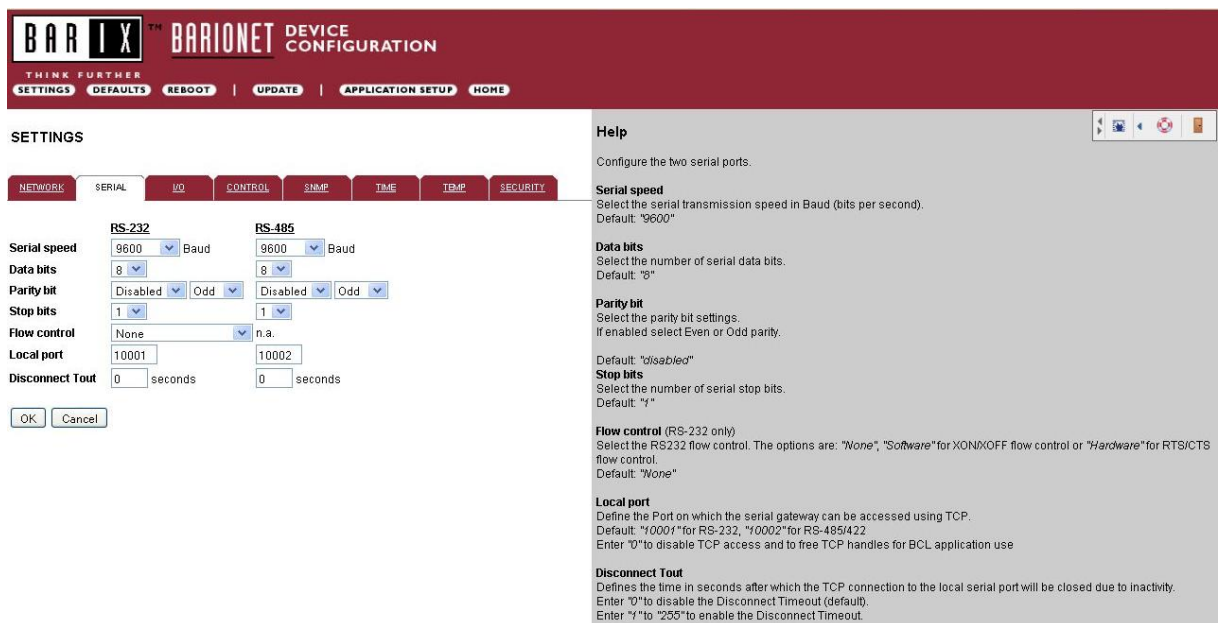 BARIX™ BARIONET DEVICE
CONFIGURATION
THINK FURTHER
SETTINGS DEFAULTS REBOOT | UPDATE | APPLICATION SETUP HOME
SETTINGS
NETWORK SERIAL I/O CONTROL SNMP TIME TEMP SECURITY
RS-232 RS-485
Serial speed 9600 Baud 9600 Baud
Data bits 8 8
Parity bit Disabled Odd Disabled Odd
Stop bits 1 1
Flow control None n.a.
Local port 10001 10002
Disconnect Tout 0 seconds 0 seconds
OK Cancel
Help
Configure the two serial ports.
Serial speed
Select the serial transmission speed in Baud (bits per second).
Default: "9600"
Data bits
Select the number of serial data bits.
Default: "8"
Parity bit
Select the parity bit settings.
If enabled select Even or Odd parity.
Default: "disabled"
Stop bits
Select the number of serial stop bits.
Default: "1"
Flow control (RS-232 only)
Select the RS232 flow control. The options are: "None", "Software" for XON/XOFF flow control or "Hardware" for RTS/CTS
flow control.
Default: "None"
Local port
Define the Port on which the serial gateway can be accessed using TCP.
Default: "10001" for RS-232, "10002" for RS-485/422
Enter "0" to disable TCP access and to free TCP handles for BCL application use
Disconnect Tout
Defines the time in seconds after which the TCP connection to the local serial port will be closed due to inactivity.
Enter "0" to disable the Disconnect Timeout (default).
Enter "1" to "255" to enable the Disconnect Timeout.